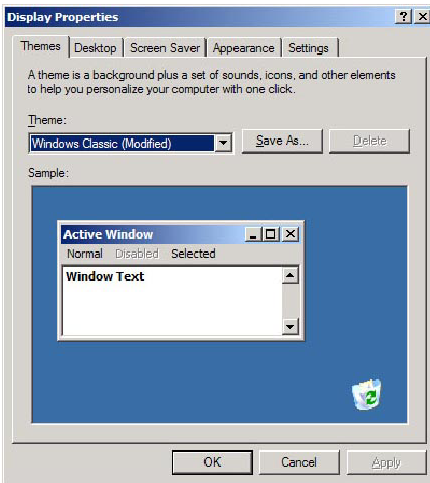 Display Properties
Themes Desktop Screen Saver Appearance Settings
A theme is a background plus a set of sounds, icons, and other elements
to help you personalize your computer with one click.
Theme:
Windows Classic (Modified) Save As... Delete
Sample:
Active Window
Normal Disabled Selected
Window Text
OK Cancel Apply